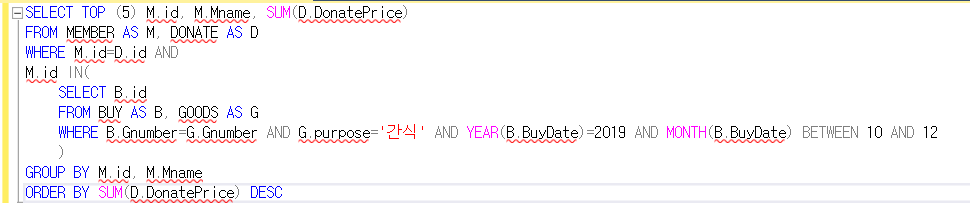 SELECT TOP (5) M.id, M.Mname, SUM(D.DonatePrice)
FROM MEMBER AS M, DONATE AS D
WHERE M.id=D.id AND
M.id IN(
    SELECT B.id
    FROM BUY AS B, GOODS AS G
    WHERE B.Gnumber=G.Gnumber AND G.purpose='간식' AND YEAR(B.BuyDate)=2019 AND MONTH(B.BuyDate) BETWEEN 10 AND 12
    )
GROUP BY M.id, M.Mname
ORDER BY SUM(D.DonatePrice) DESC